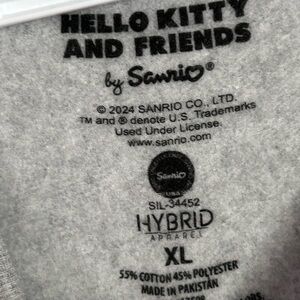 HELLO KITTY
AND FRIENDS
by Sanrio®
© 2024 SANRIO CO., LTD.
TM and ® denote U.S. Trademarks
Used Under License.
www.sanrio.com
Sanrio
SIL-34452
HYBRID
APPAREL
XL
55% COTTON 45% POLYESTER
MADE IN PAKISTAN